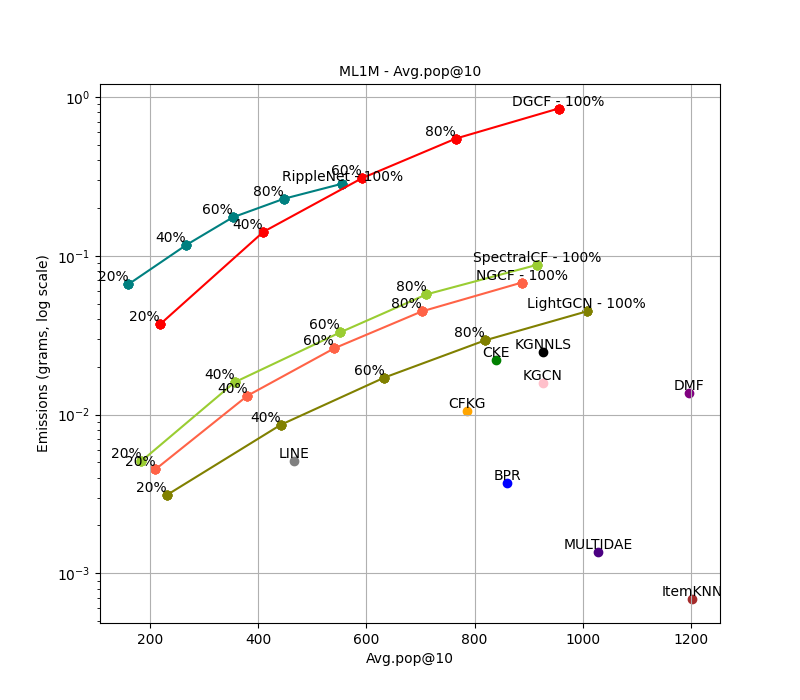 ML1M - Avg.pop@10
10^0
10^-1
10^-2
10^-3
Emissions (grams, log scale)
DGCF - 100%
80%
60%
40%
20%
RippleNet - 100%
80%
60%
40%
20%
SpectralCF - 100%
80%
60%
40%
20%
NGCF - 100%
80%
60%
40%
20%
LightGCN - 100%
80%
60%
40%
20%
KGNNLS
CKE
KGCN
DMF
CFKG
LINE
BPR
MULTIDAE
ItemKNN
200
400
600
800
1000
1200
Avg.pop@10